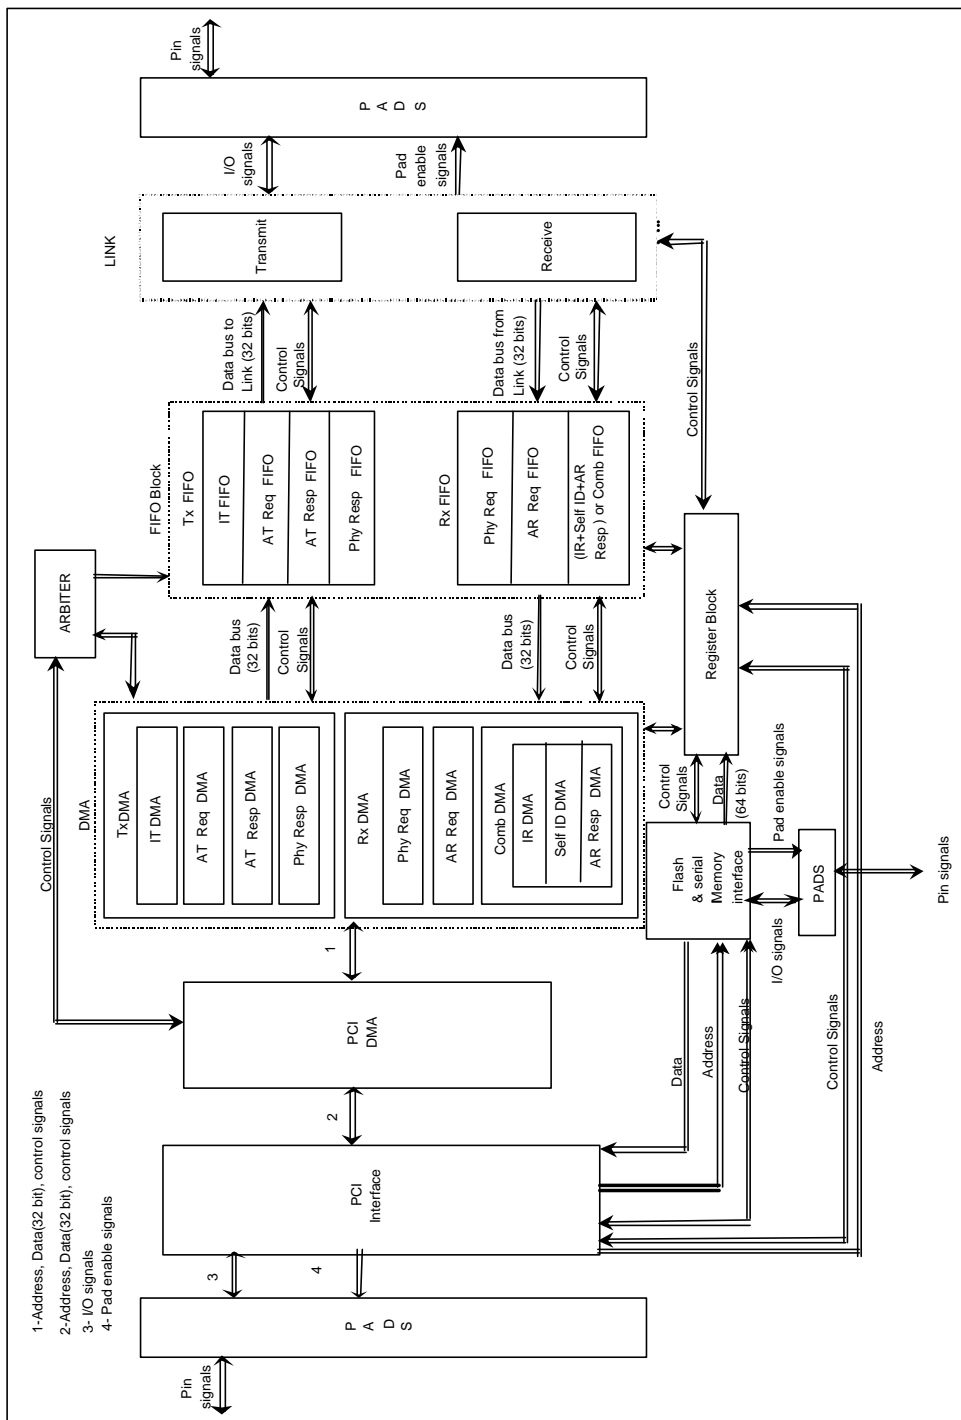 1-Address, Data(32 bit), control signals
2-Address, Data(32 bit), control signals
3- I/O signals
4- Pad enable signals
Pin
signals
P A D S
3
4
PCI
Interface
2
PCI
DMA
1
Control Signals
ARBITER
DMA
TxDMA
IT DMA
AT Req DMA
AT Resp DMA
Phy Resp DMA
Rx DMA
Phy Req DMA
AR Req DMA
Comb DMA
IR DMA
Self ID DMA
AR Resp DMA
Data bus
(32 bits)
Control
Signals
Data bus
(32 bits)
Control
Signals
FIFO Block
Tx FIFO
IT FIFO
AT Req FIFO
AT Resp FIFO
Phy Resp FIFO
Rx FIFO
Phy Req FIFO
AR Req FIFO
(IR+Self ID+AR
Resp ) or Comb FIFO
Data bus to
Link (32 bits)
Control
Signals
Data bus from
Link (32 bits)
Control
Signals
LINK
Transmit
Receive
I/O
signals
Pad
enable
signals
P A D S
Pin
signals
Data
Address
Control Signals
Flash
& serial
Memory
interface
Control
Signals
Data
(64 bits)
Register Block
Control Signals
I/O signals
Pad enable signals
PADS
Pin signals
Control Signals
Address